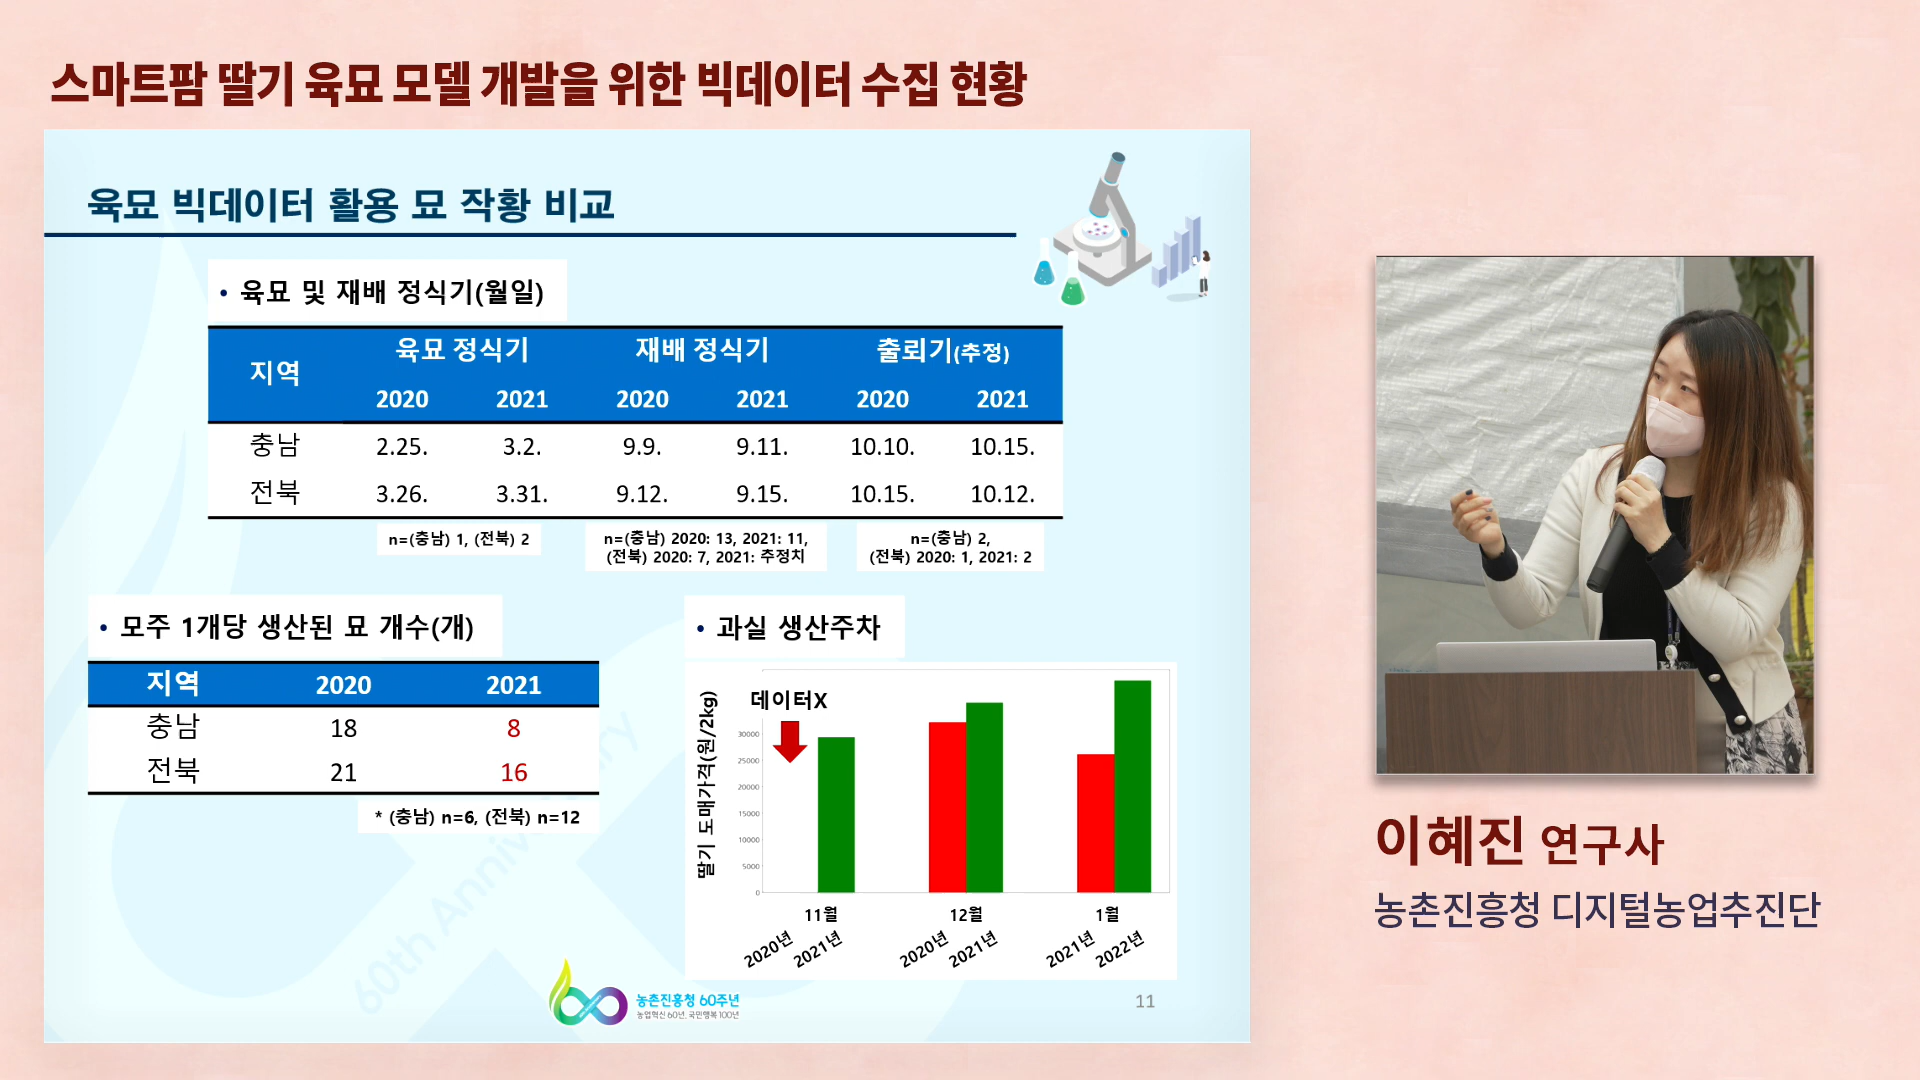 스마트팜 딸기 육묘 모델 개발을 위한 빅데이터 수집 현황
육묘 빅데이터 활용 묘 작황 비교
• 육묘 및 재배 정식기(월일)
지역 육묘 정식기 재배 정식기 출뢰기(추정)
2020 2021 2020 2021 2020 2021
충남 2.25. 3.2. 9.9. 9.11. 10.10. 10.15.
전북 3.26. 3.31. 9.12. 9.15. 10.15. 10.12.
n=(충남) 1, (전북) 2
n=(충남) 2020: 13, 2021: 11,
(전북) 2020: 7, 2021: 추정치
n=(충남) 2,
(전북) 2020: 1, 2021: 2
• 모주 1개당 생산된 묘 개수(개)
지역 2020 2021
충남 18 8
전북 21 16
* (충남) n=6, (전북) n=12
• 과실 생산주차
딸기 도매가격(원/2kg)
데이터X
30000
25000
20000
15000
10000
5000
0
11월 12월 1월
2020년 2021년 2020년 2021년 2021년 2022년
60th Anniversary
농촌진흥청 60주년
농업혁신 60년, 국민행복 100년
11
이혜진 연구사
농촌진흥청 디지털농업추진단